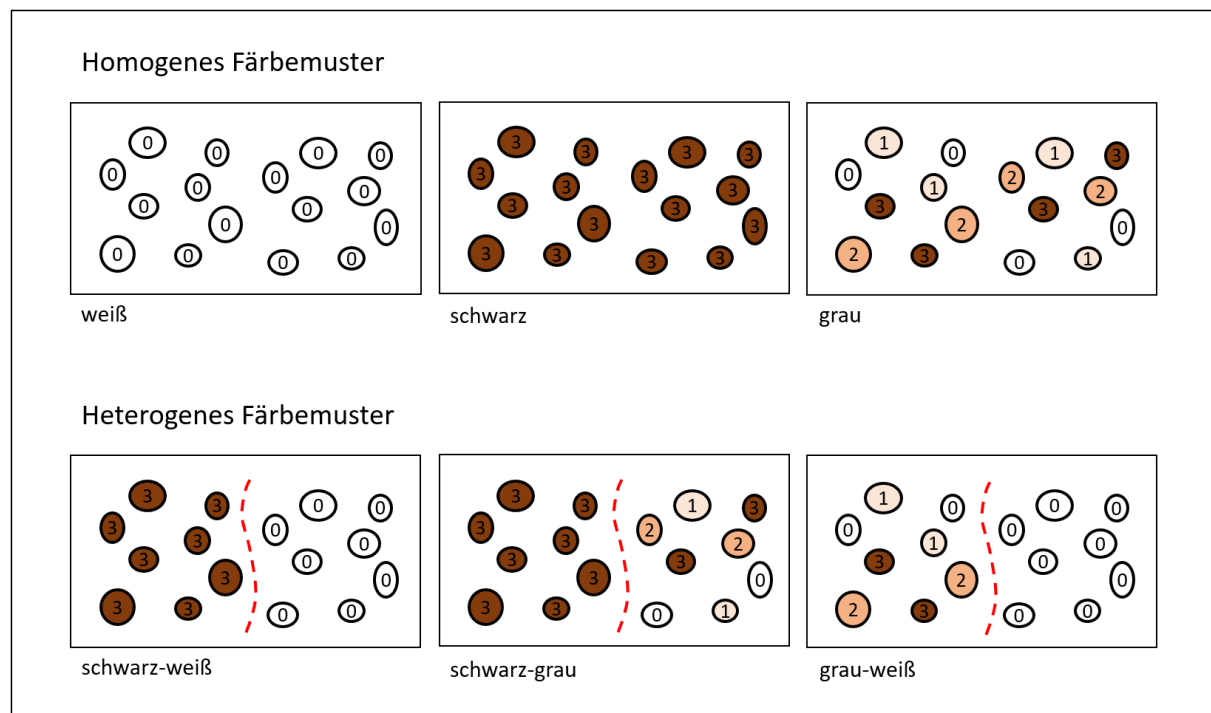 Homogenes Färbemuster
0 0 0 0 0 0 0 0 0 0 0 0 0 0 0 0
weiß
3 3 3 3 3 3 3 3 3 3 3 3 3 3 3 3
schwarz
1 0 0 1 3 2 2 3 1 3 2 2 3 0 0 1
grau
Heterogenes Färbemuster
3 3 3 3 3 3 3 3 0 0 0 0 0 0 0 0
schwarz-weiß
3 3 3 3 3 3 3 3 1 3 2 2 3 0 0 1
schwarz-grau
1 0 0 1 3 2 2 3 0 0 0 0 0 0 0 0
grau-weiß